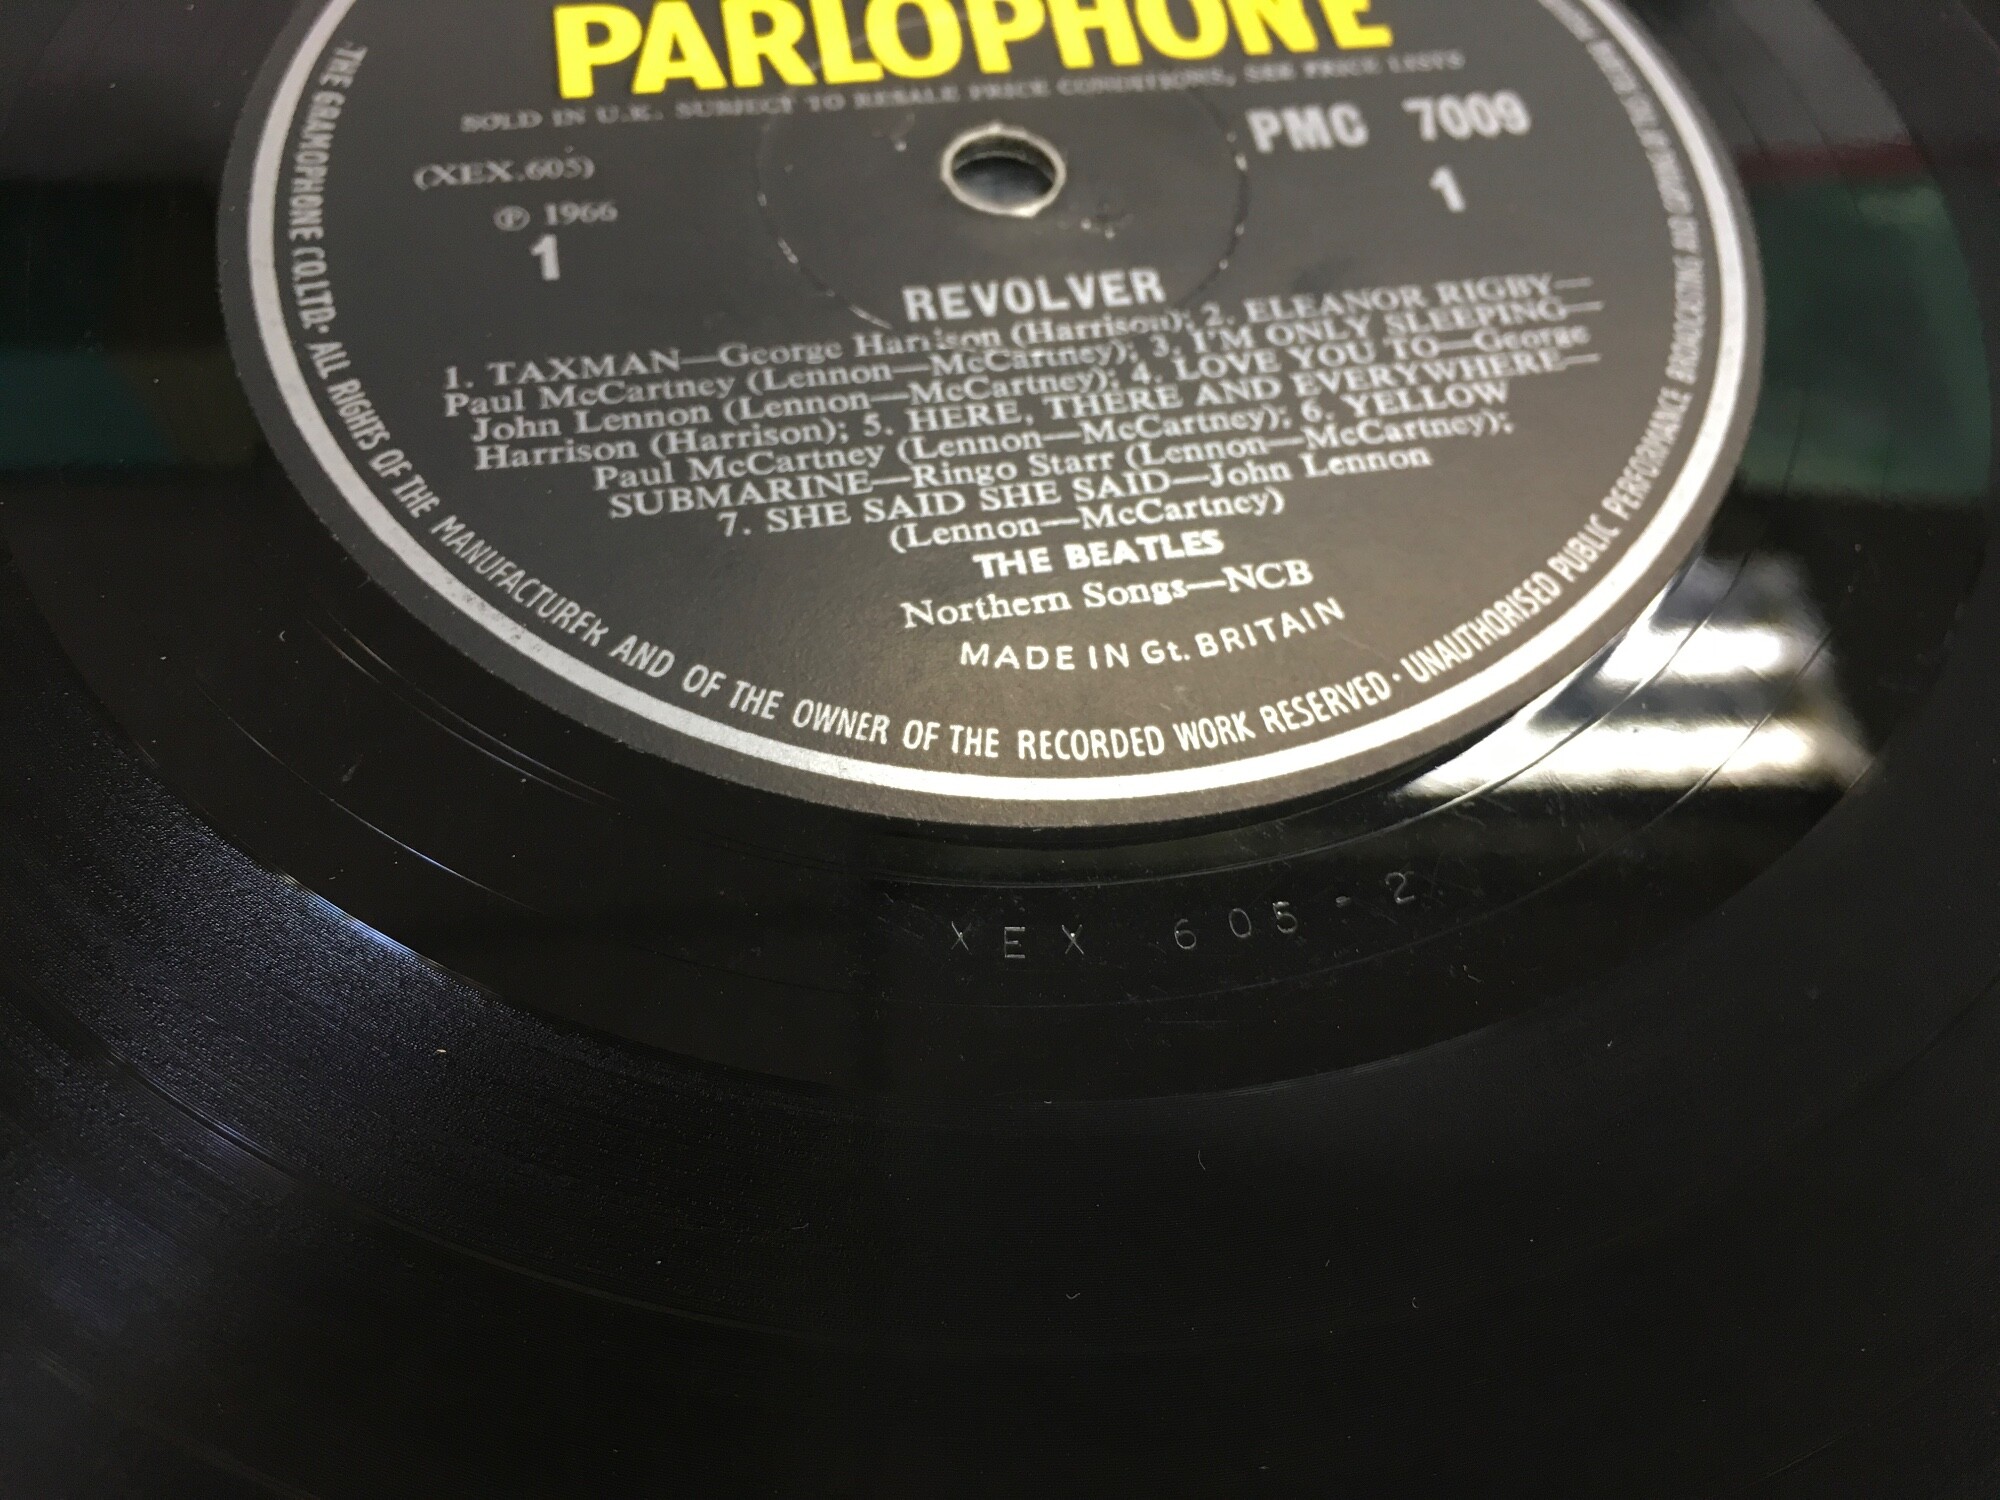 PARLOPHONE
SOLD IN U.K. SUBJECT TO RESALE PRICE CONDITIONS, SEE PRICE LISTS
(XEX.605)
PMC 7009
℗ 1966
1
1
REVOLVER
1. TAXMAN—George Harrison (Harrison); 2. ELEANOR RIGBY—
Paul McCartney (Lennon—McCartney); 3. I'M ONLY SLEEPING—
John Lennon (Lennon—McCartney); 4. LOVE YOU TO—George
Harrison (Harrison); 5. HERE, THERE AND EVERYWHERE—
Paul McCartney (Lennon—McCartney); 6. YELLOW
SUBMARINE—Ringo Starr (Lennon—McCartney);
7. SHE SAID SHE SAID—John Lennon
(Lennon—McCartney)
THE BEATLES
Northern Songs—NCB
MADE IN Gt. BRITAIN
THE GRAMOPHONE CO. LTD. · ALL RIGHTS OF THE MANUFACTURER AND OF THE OWNER OF THE RECORDED WORK RESERVED · UNAUTHORISED PUBLIC PERFORMANCE BROADCASTING AND COPYING OF THIS
XEX 605-2